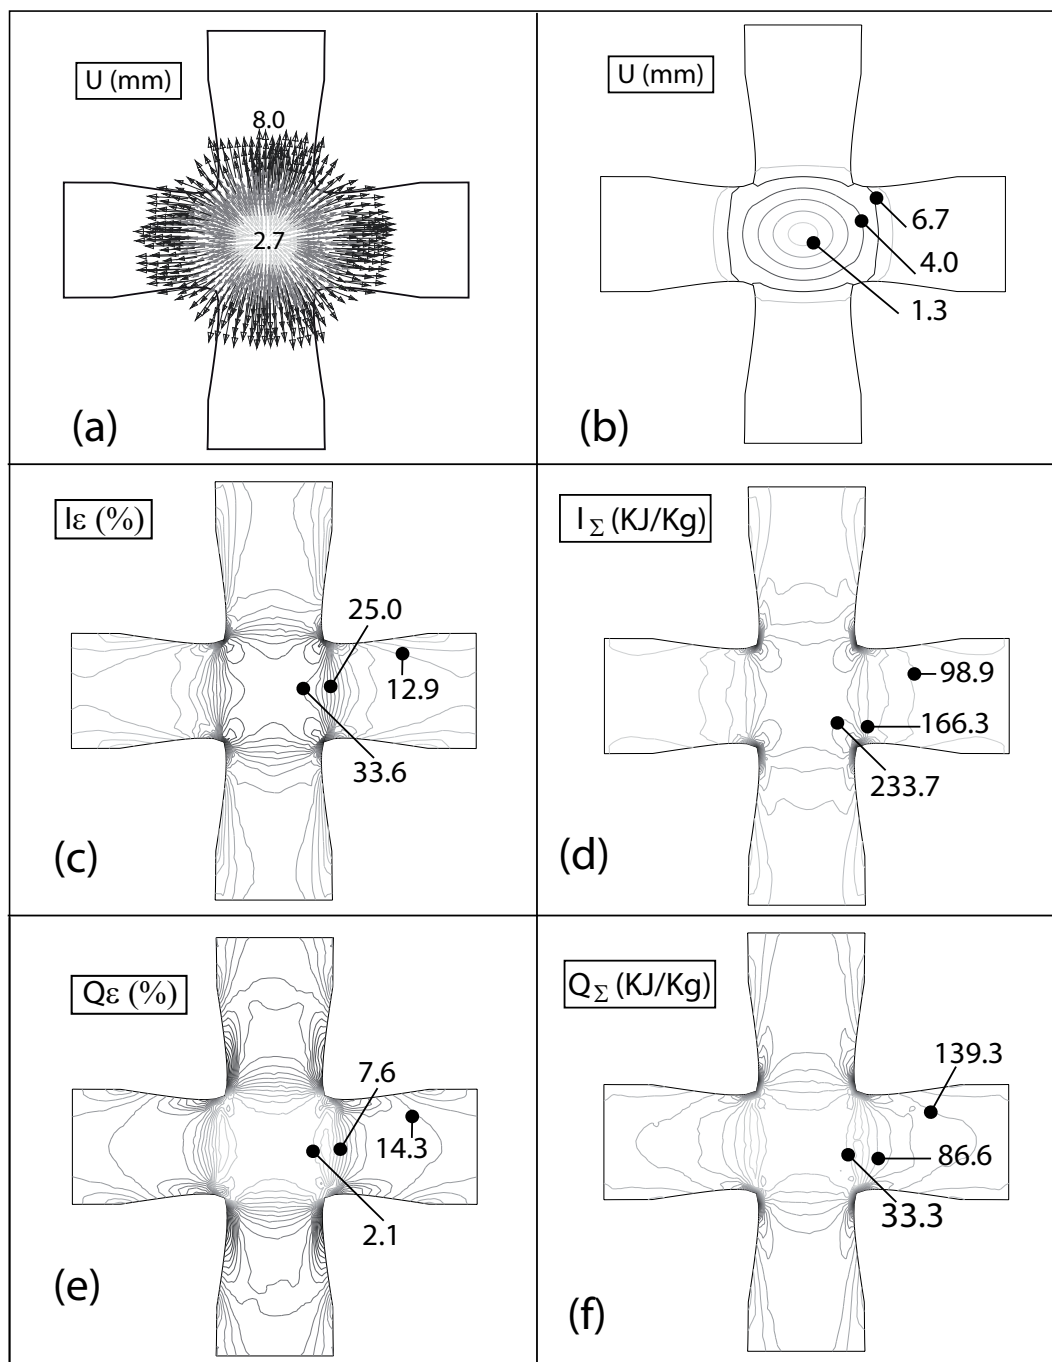 U (mm)
8.0
2.7
(a)
U (mm)
6.7
4.0
1.3
(b)
Iε (%)
25.0
12.9
33.6
(c)
I Σ (KJ/Kg)
98.9
166.3
233.7
(d)
Qε (%)
7.6
14.3
2.1
(e)
Q Σ (KJ/Kg)
139.3
86.6
33.3
(f)